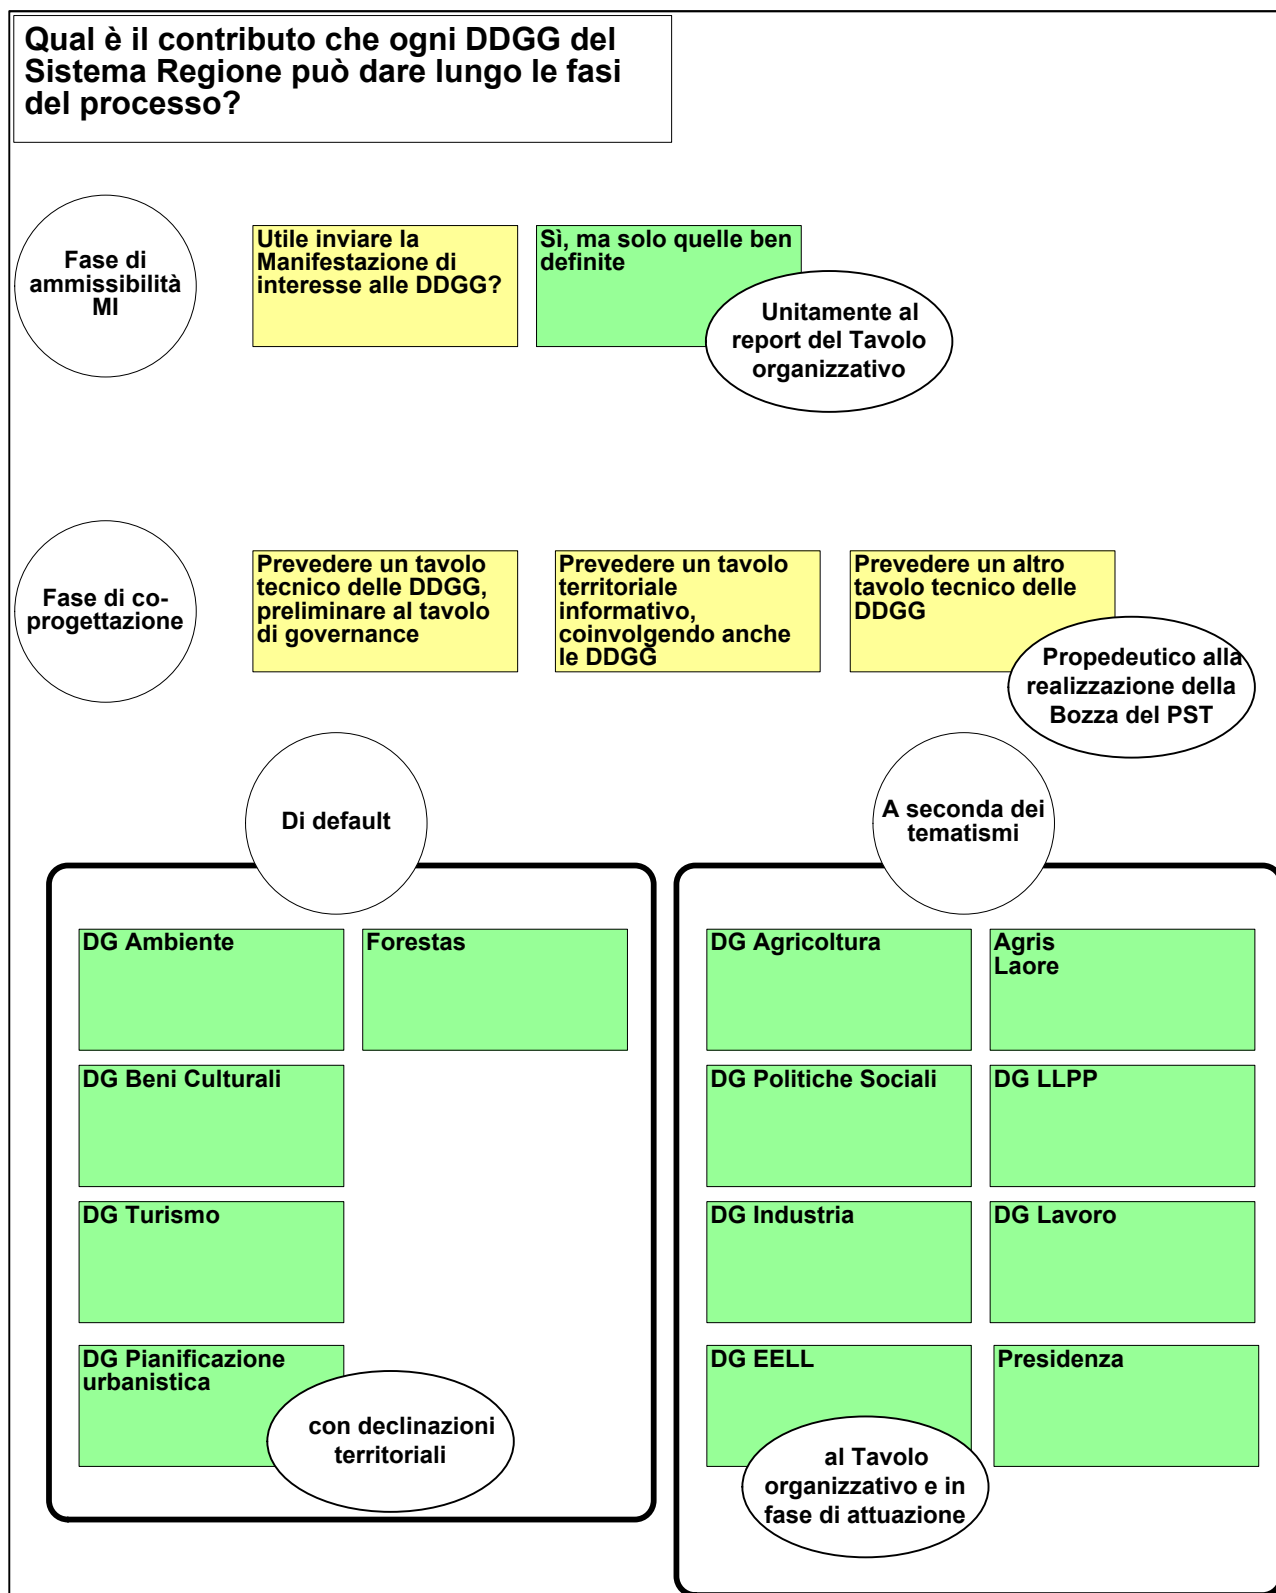 Qual è il contributo che ogni DDGG del
Sistema Regione può dare lungo le fasi
del processo?
Fase di
ammissibilità
MI
Utile inviare la
Manifestazione di
interesse alle DDGG?
Sì, ma solo quelle ben
definite
Unitamente al
report del Tavolo
organizzativo
Fase di co-
progettazione
Prevedere un tavolo
tecnico delle DDGG,
preliminare al tavolo
di governance
Prevedere un tavolo
territoriale
informativo,
coinvolgendo anche
le DDGG
Prevedere un altro
tavolo tecnico delle
DDGG
Propedeutico alla
realizzazione della
Bozza del PST
Di default
DG Ambiente
Forestas
DG Beni Culturali
DG Turismo
DG Pianificazione
urbanistica
con declinazioni
territoriali
A seconda dei
tematismi
DG Agricoltura
Agris
Laore
DG Politiche Sociali
DG LLPP
DG Industria
DG Lavoro
DG EELL
Presidenza
al Tavolo
organizzativo e in
fase di attuazione